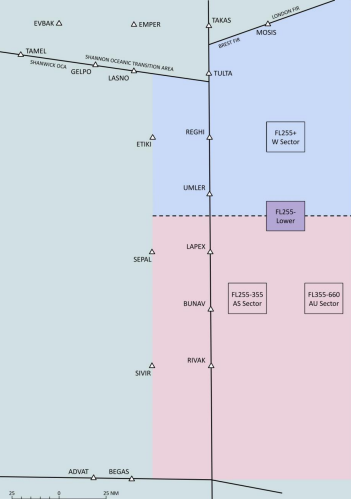 EVBAK
EMPER
TAKAS
LONDON FIR
MOSIS
BREST FIR
TAMEL
SHANNON OCEANIC TRANSITION AREA
SHANWICK OCA
GELPO
LASNO
TULTA
REGHI
FL255+
W Sector
ETIKI
UMLER
FL255-
Lower
LAPEX
SEPAL
FL255-355
AS Sector
FL355-660
AU Sector
BUNAV
RIVAK
SIVIR
ADVAT
BEGAS
25 0 25 NM